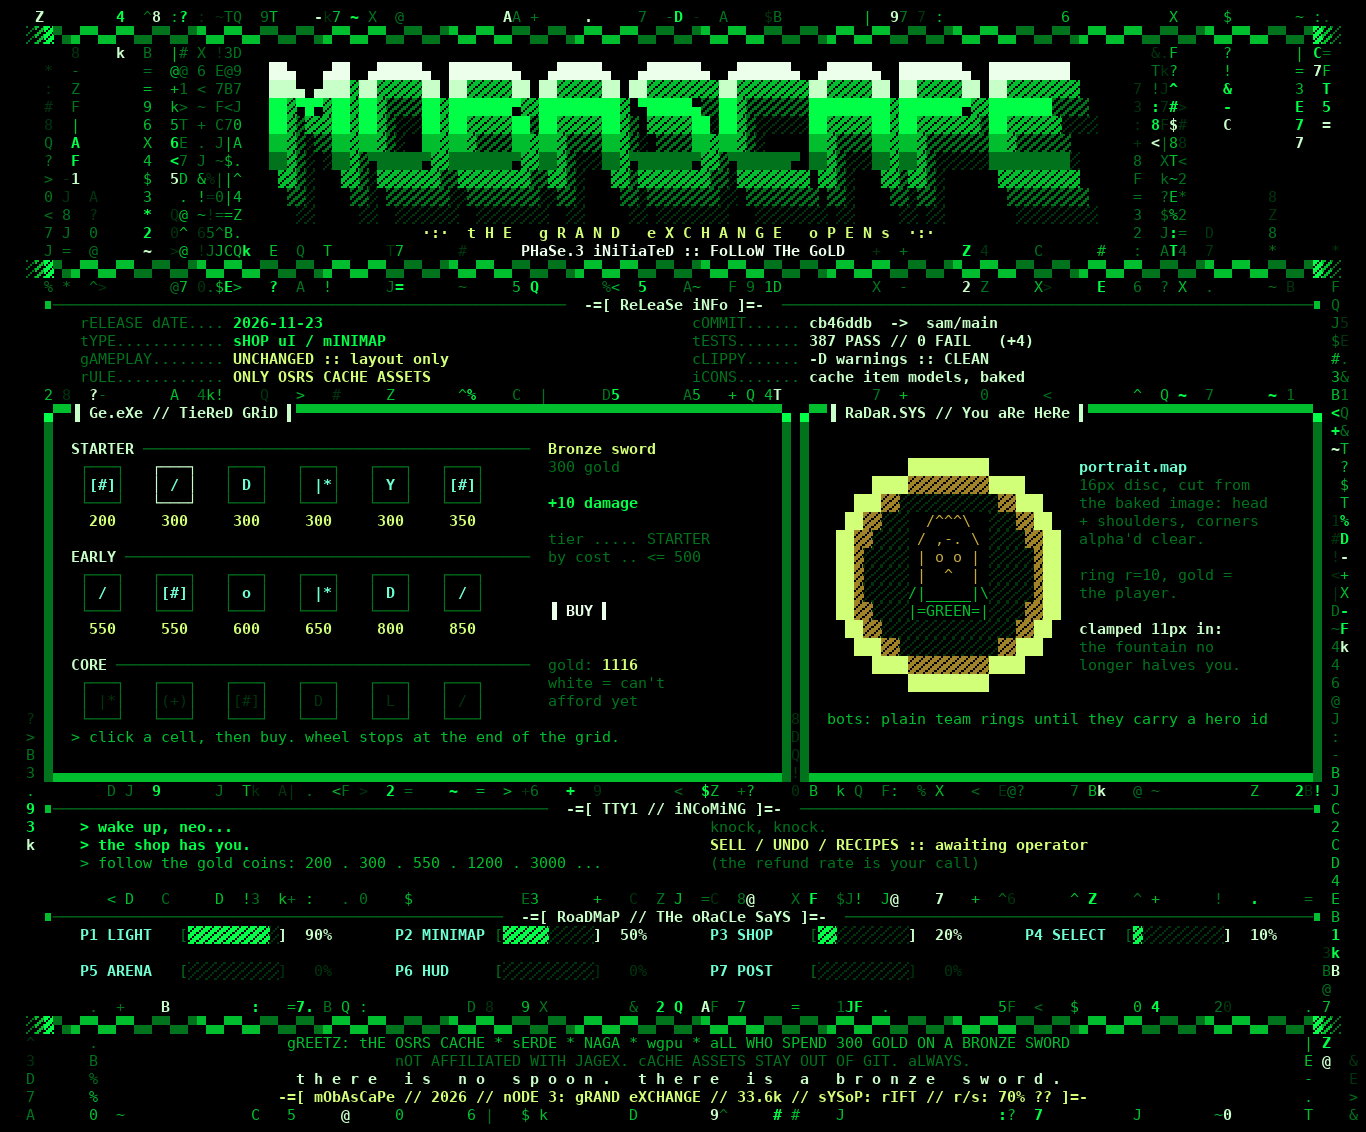 MOBASCAPE
·:· tHE gRAND eXCHANGE oPENs ·:·
PHaSe.3 iNiTiaTeD :: FoLLoW THe GoLD
-=[ ReLeaSe iNFo ]=-
rELEASE dATE.... 2026-11-23
cOMMIT...... cb46ddb -> sam/main
tYPE............ sHOP uI / mINIMAP
tESTS....... 387 PASS // 0 FAIL (+4)
gAMEPLAY........ UNCHANGED :: layout only
cLIPPY...... -D warnings :: CLEAN
rULE............ ONLY OSRS CACHE ASSETS
iCONS....... cache item models, baked
Ge.eXe // TieReD GRiD
STARTER
[#] / D |* Y [#]
200 300 300 300 300 350
EARLY
/ [#] o |* D /
550 550 600 650 800 850
CORE
|* (+) [#] D L /
Bronze sword
300 gold
+10 damage
tier ..... STARTER
by cost .. <= 500
BUY
gold: 1116
white = can't
afford yet
> click a cell, then buy. wheel stops at the end of the grid.
RaDaR.SYS // You aRe HeRe
/^^^\
/ ,-. \
| o o |
| ^ |
/|_____|\
|=GREEN=|
portrait.map
16px disc, cut from
the baked image: head
+ shoulders, corners
alpha'd clear.
ring r=10, gold =
the player.
clamped 11px in:
the fountain no
longer halves you.
bots: plain team rings until they carry a hero id
-=[ TTY1 // iNCoMiNG ]=-
> wake up, neo...
knock, knock.
> the shop has you.
SELL / UNDO / RECIPES :: awaiting operator
> follow the gold coins: 200 . 300 . 550 . 1200 . 3000 ...
(the refund rate is your call)
-=[ RoaDMaP // THe oRaCLe SaYS ]=-
P1 LIGHT [ ] 90%
P2 MINIMAP [ ] 50%
P3 SHOP [ ] 20%
P4 SELECT [ ] 10%
P5 ARENA [ ] 0%
P6 HUD [ ] 0%
P7 POST [ ] 0%
gREETZ: tHE OSRS CACHE * sERDE * NAGA * wgpu * aLL WHO SPEND 300 GOLD ON A BRONZE SWORD
nOT AFFILIATED WITH JAGEX. cACHE ASSETS STAY OUT OF GIT. aLWAYS.
t h e r e i s n o s p o o n . t h e r e i s a b r o n z e s w o r d .
-=[ mObAsCaPe // 2026 // nODE 3: gRAND eXCHANGE // 33.6k // sYSoP: rIFT // r/s: 70% ?? ]=-